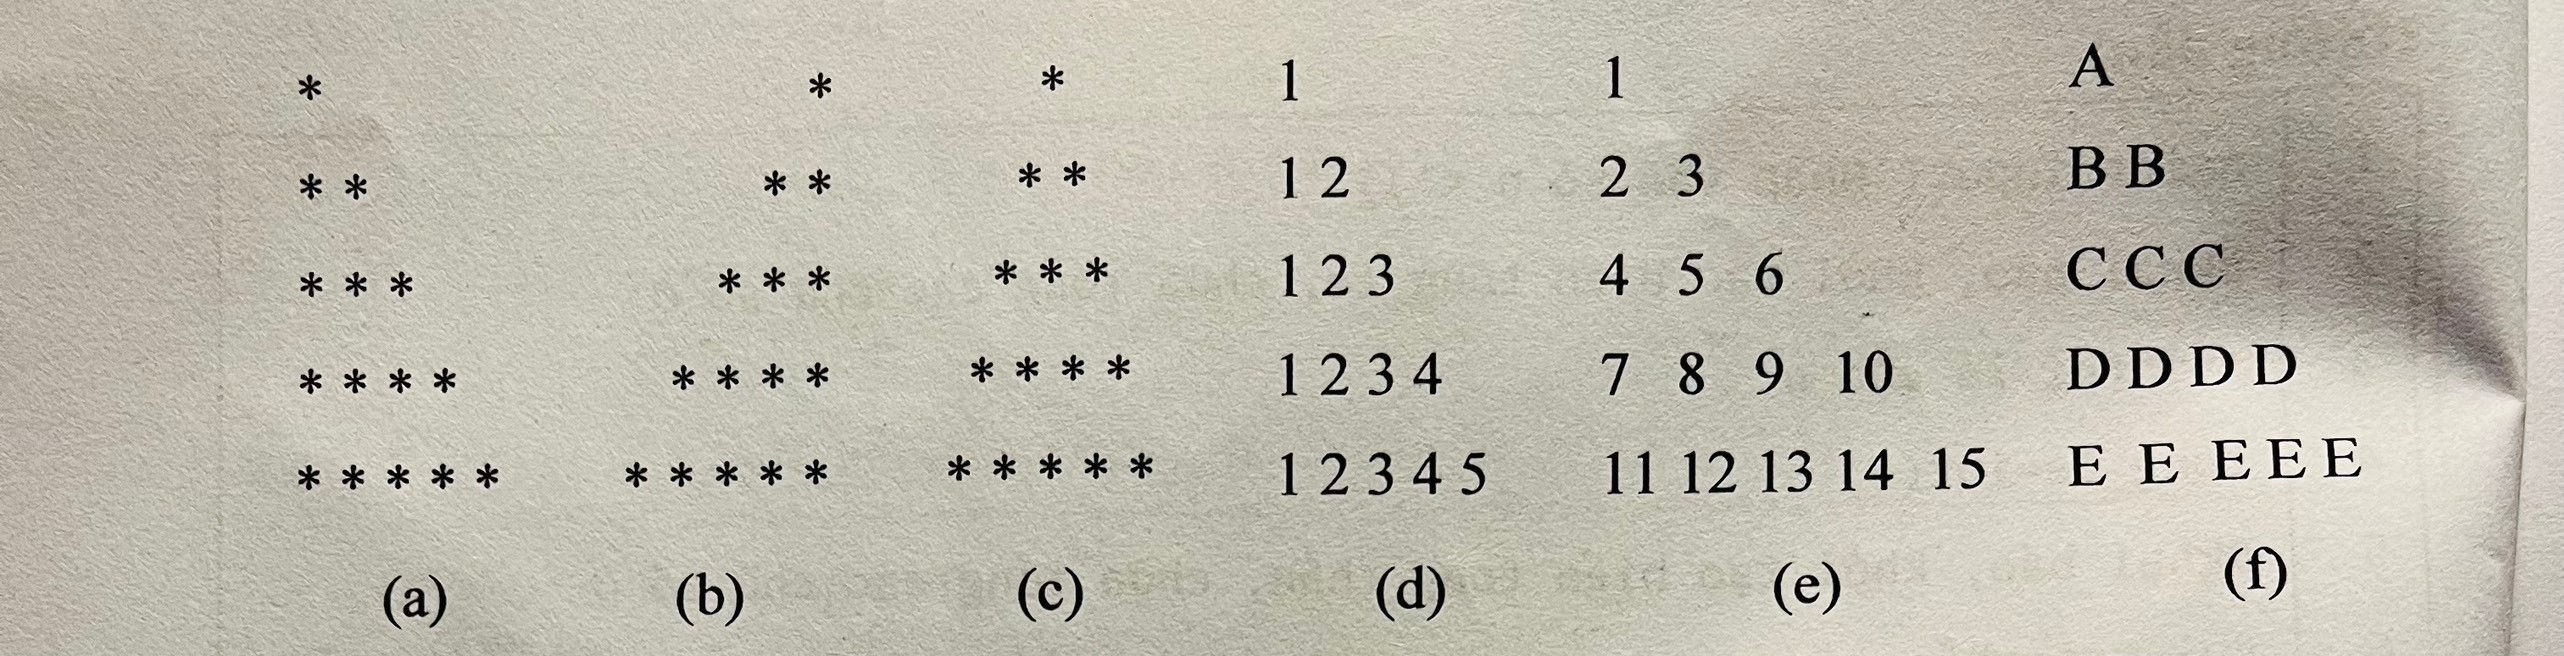 * * * 1 1 A
* * * * * * 1 2 2 3 B B
* * * * * * * * * 1 2 3 4 5 6 C C C
* * * * * * * * * * * * 1 2 3 4 7 8 9 10 D D D D
* * * * * * * * * * * * * * * 1 2 3 4 5 11 12 13 14 15 E E E E E
(a) (b) (c) (d) (e) (f)